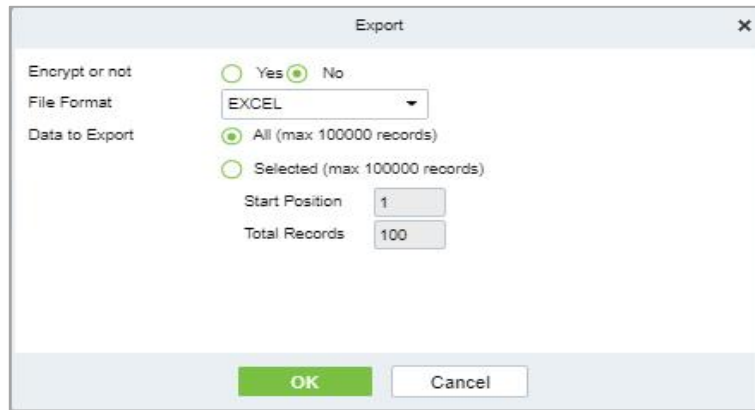 Export
Encrypt or not Yes No
File Format EXCEL
Data to Export All (max 100000 records)
Selected (max 100000 records)
Start Position 1
Total Records 100
OK Cancel